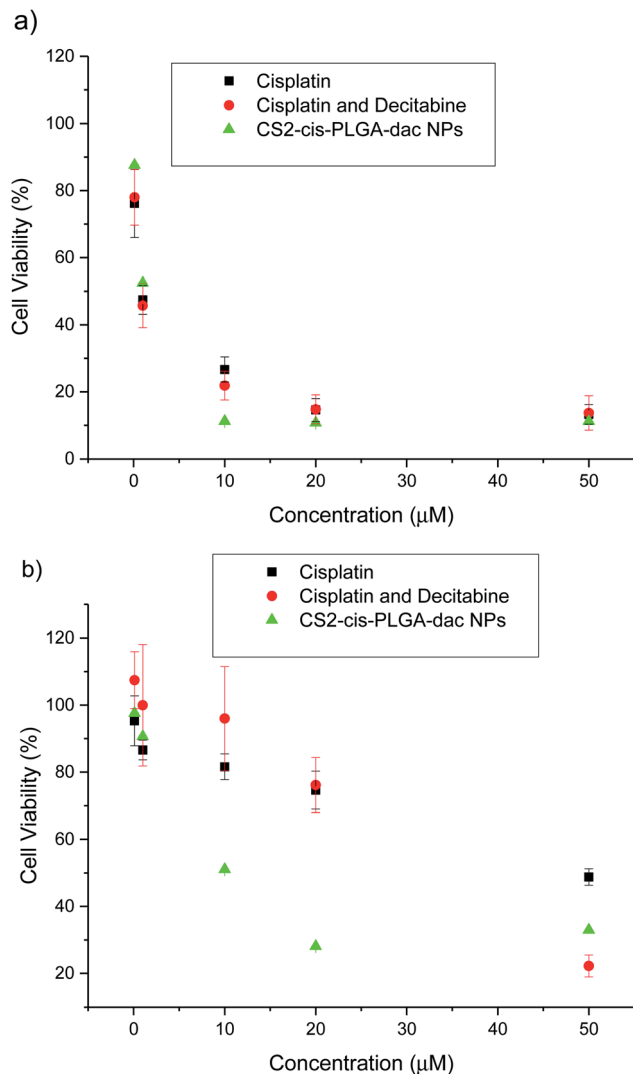 a)
Cisplatin
Cisplatin and Decitabine
CS2-cis-PLGA-dac NPs
Cell Viability (%)
120
100
80
60
40
20
0
0 10 20 30 40 50
Concentration (μM)
b)
Cisplatin
Cisplatin and Decitabine
CS2-cis-PLGA-dac NPs
Cell Viability (%)
120
100
80
60
40
20
0 10 20 30 40 50
Concentration (μM)